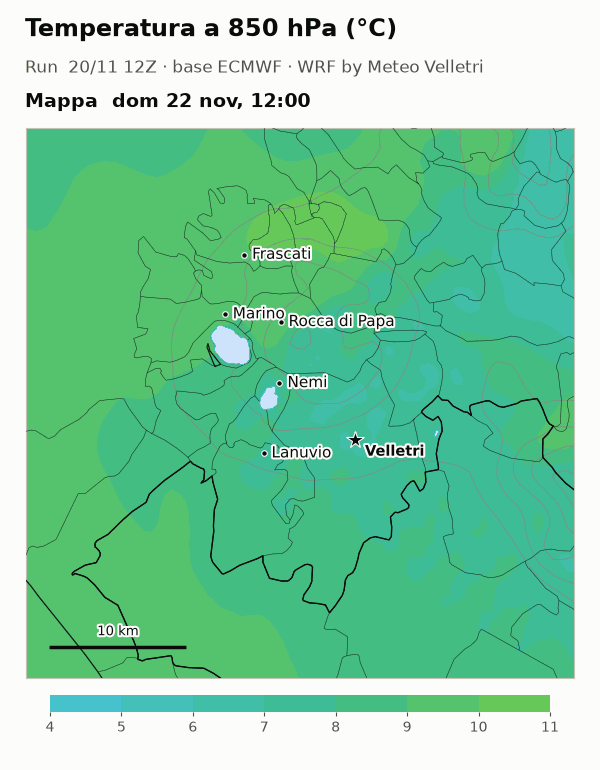 Temperatura a 850 hPa (°C)
Run  20/11 12Z · base ECMWF · WRF by Meteo Velletri
Mappa  dom 22 nov, 12:00
Frascati
Marino
Rocca di Papa
Nemi
Velletri
Lanuvio
10 km
4 5 6 7 8 9 10 11